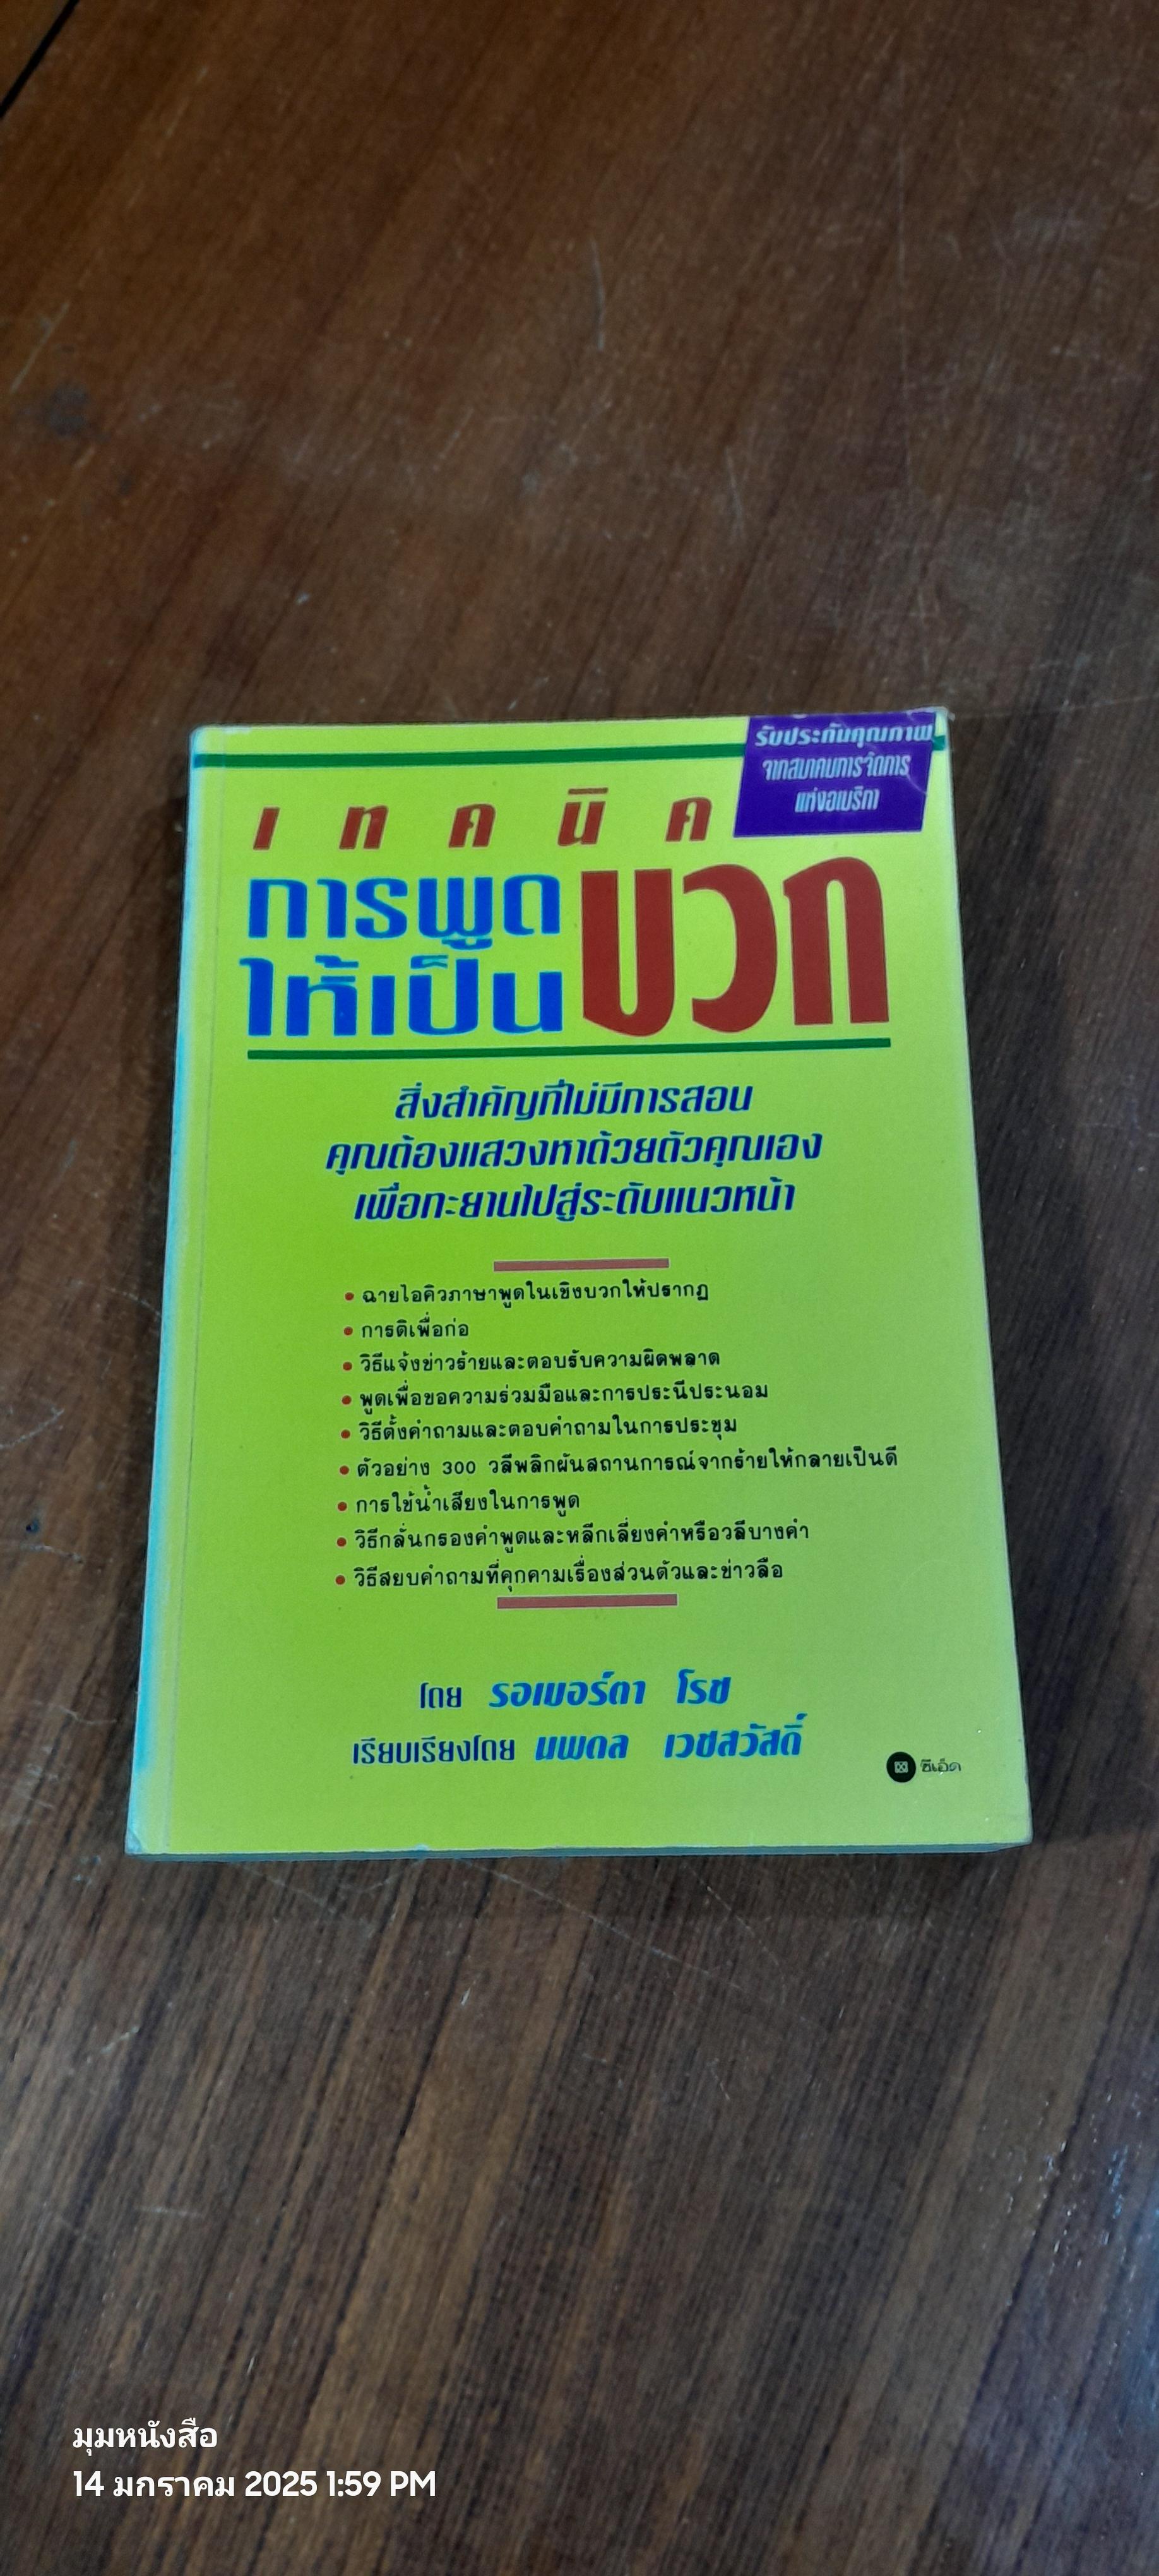 รับประกันคุณภาพ
จากสมาคมการจัดการ
แห่งอเมริกา
เทคนิค
การพูด
ให้เป็น
บวก
สิ่งสำคัญที่ไม่มีการสอน
คุณต้องแสวงหาด้วยตัวคุณเอง
เพื่อทะยานไปสู่ระดับแนวหน้า
• ฉายไอคิวภาษาพูดในเชิงบวกให้ปรากฏ
• การติเพื่อก่อ
• วิธีแจ้งข่าวร้ายและตอบรับความผิดพลาด
• พูดเพื่อขอความร่วมมือและการประนีประนอม
• วิธีตั้งคำถามและตอบคำถามในการประชุม
• ตัวอย่าง 300 วลีพลิกผันสถานการณ์จากร้ายให้กลายเป็นดี
• การใช้น้ำเสียงในการพูด
• วิธีกลั่นกรองคำพูดและหลีกเลี่ยงคำหรือวลีบางคำ
• วิธีสยบคำถามที่คุกคามเรื่องส่วนตัวและข่าวลือ
โดย รอเบอร์ตา โรช
เรียบเรียงโดย นพดล เวชสวัสดิ์
ซีเอ็ด
มุมหนังสือ
14 มกราคม 2025 1:59 PM